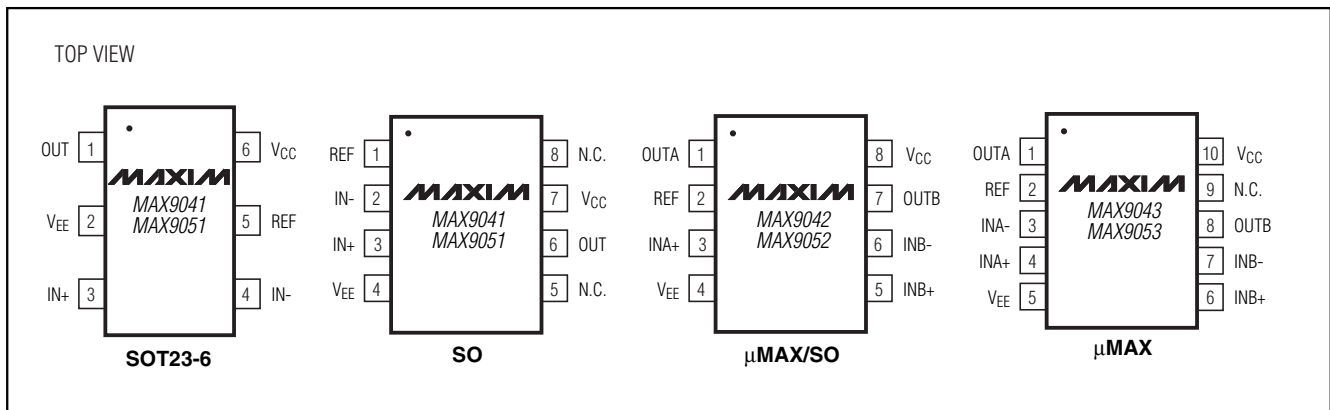 TOP VIEW
OUT 1
VEE 2
IN+ 3
6 VCC
5 REF
4 IN-
MAXIM
MAX9041
MAX9051
SOT23-6
REF 1
IN- 2
IN+ 3
VEE 4
8 N.C.
7 VCC
6 OUT
5 N.C.
MAXIM
MAX9041
MAX9051
SO
OUTA 1
REF 2
INA+ 3
VEE 4
8 VCC
7 OUTB
6 INB-
5 INB+
MAXIM
MAX9042
MAX9052
μMAX/SO
OUTA 1
REF 2
INA- 3
INA+ 4
VEE 5
10 VCC
9 N.C.
8 OUTB
7 INB-
6 INB+
MAXIM
MAX9043
MAX9053
μMAX